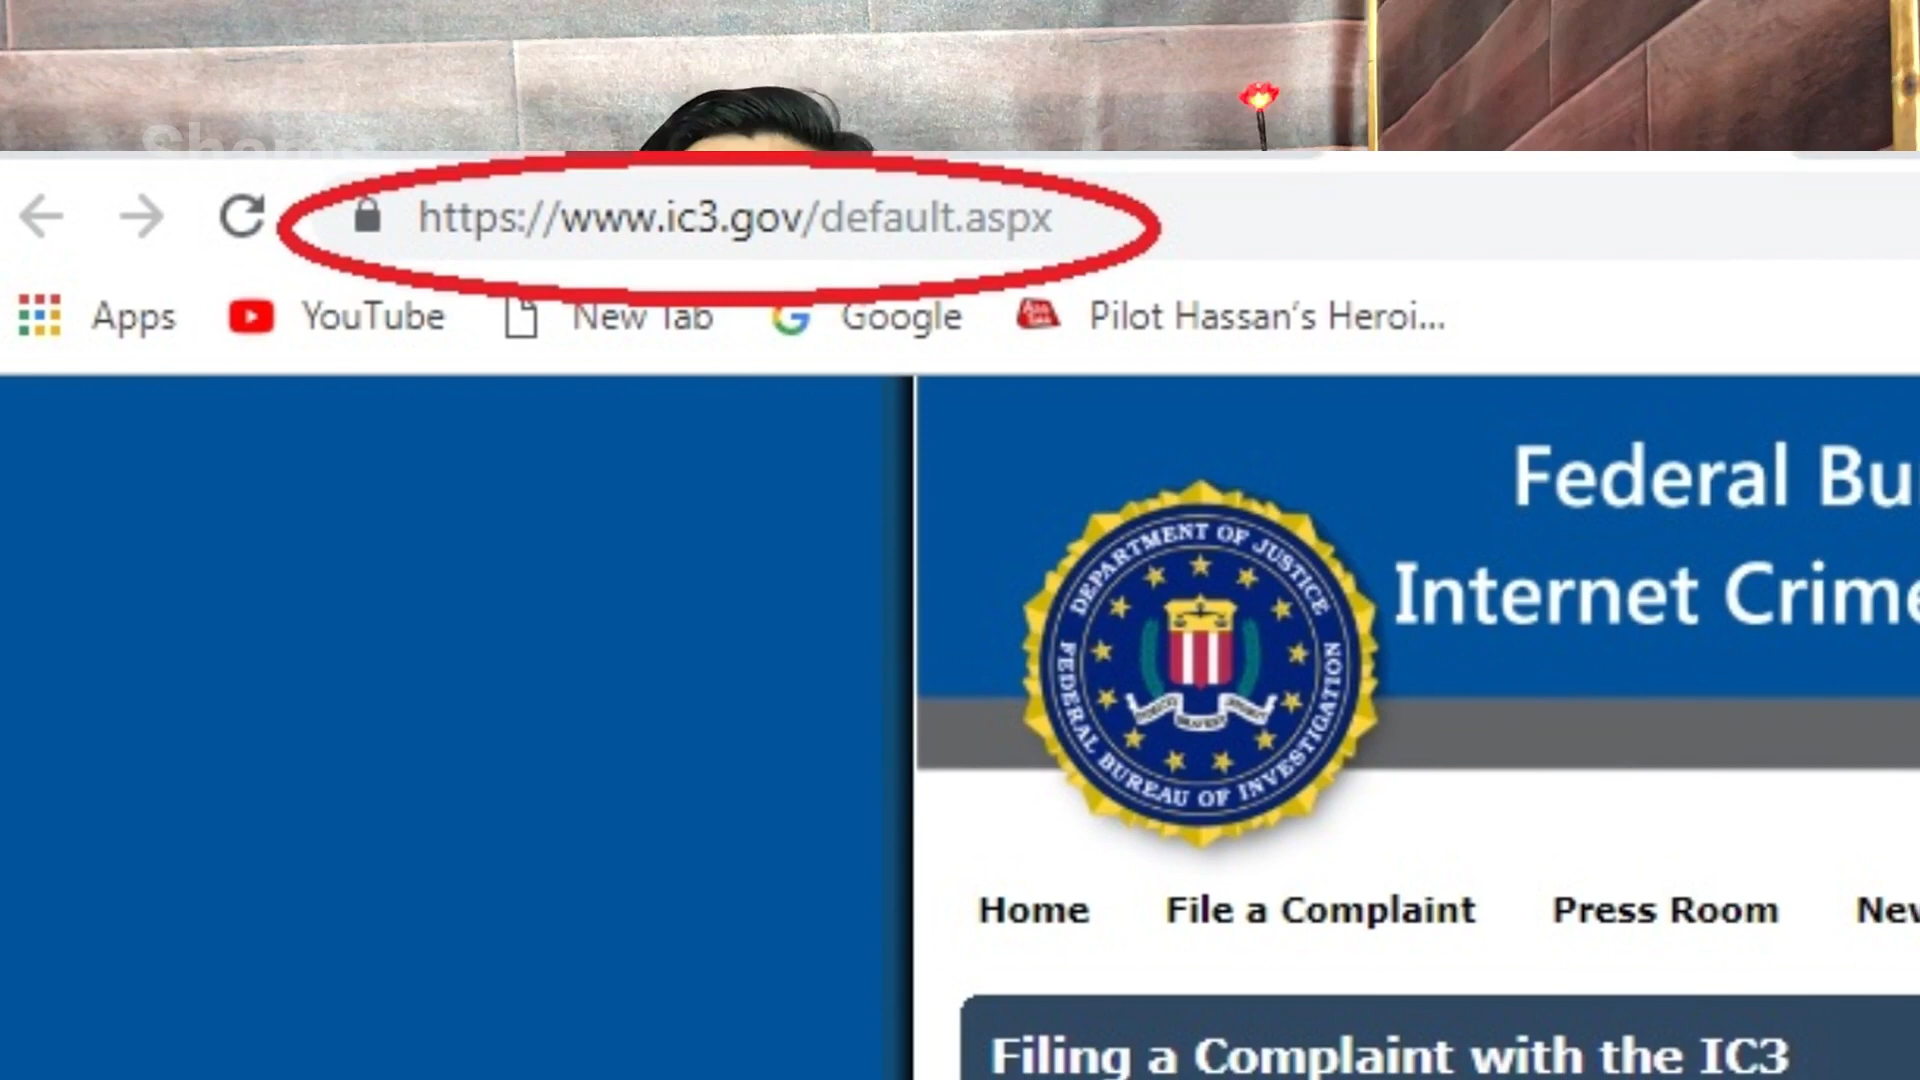 https://www.ic3.gov/default.aspx
Apps YouTube New Tab Google Pilot Hassan's Heroi...
Federal Bu
Internet Crime
DEPARTMENT OF JUSTICE
FEDERAL BUREAU OF INVESTIGATION
Home File a Complaint Press Room New
Filing a Complaint with the IC3